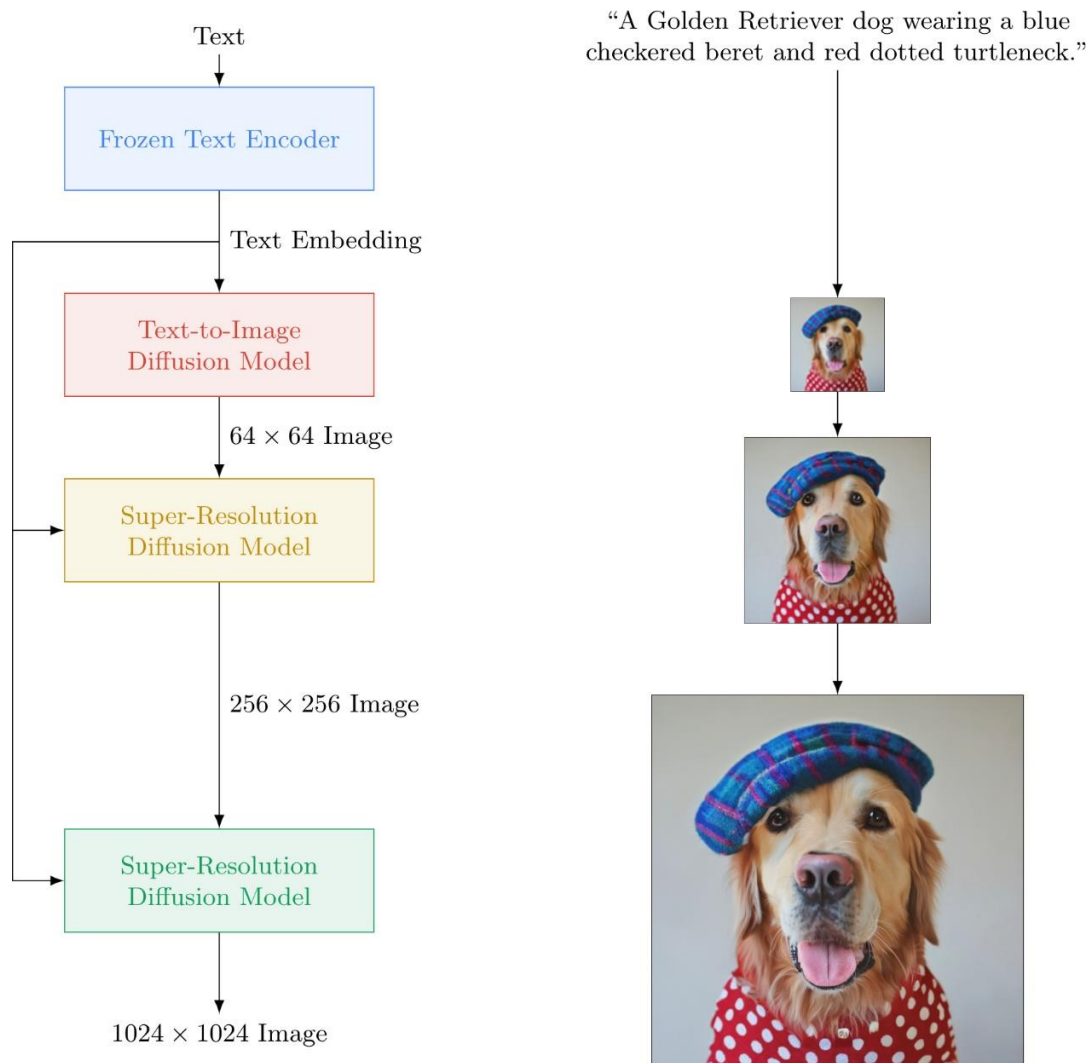 Text
Frozen Text Encoder
Text Embedding
Text-to-Image
Diffusion Model
64 × 64 Image
Super-Resolution
Diffusion Model
256 × 256 Image
Super-Resolution
Diffusion Model
1024 × 1024 Image
“A Golden Retriever dog wearing a blue
checkered beret and red dotted turtleneck.”